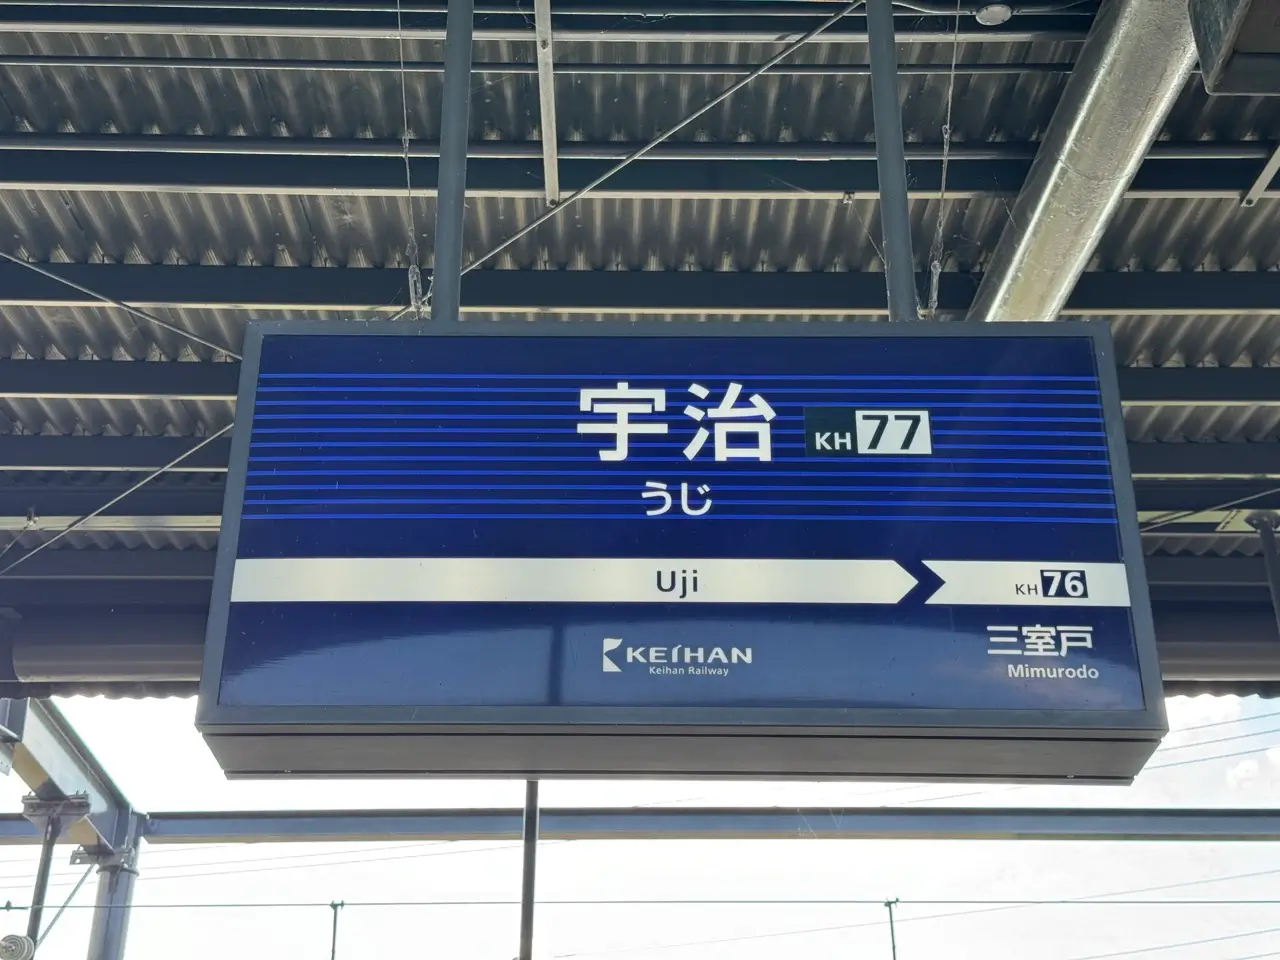 宇治 KH 77
うじ
Uji
KH 76
三室戸
Mimurodo
KEIHAN
Keihan Railway